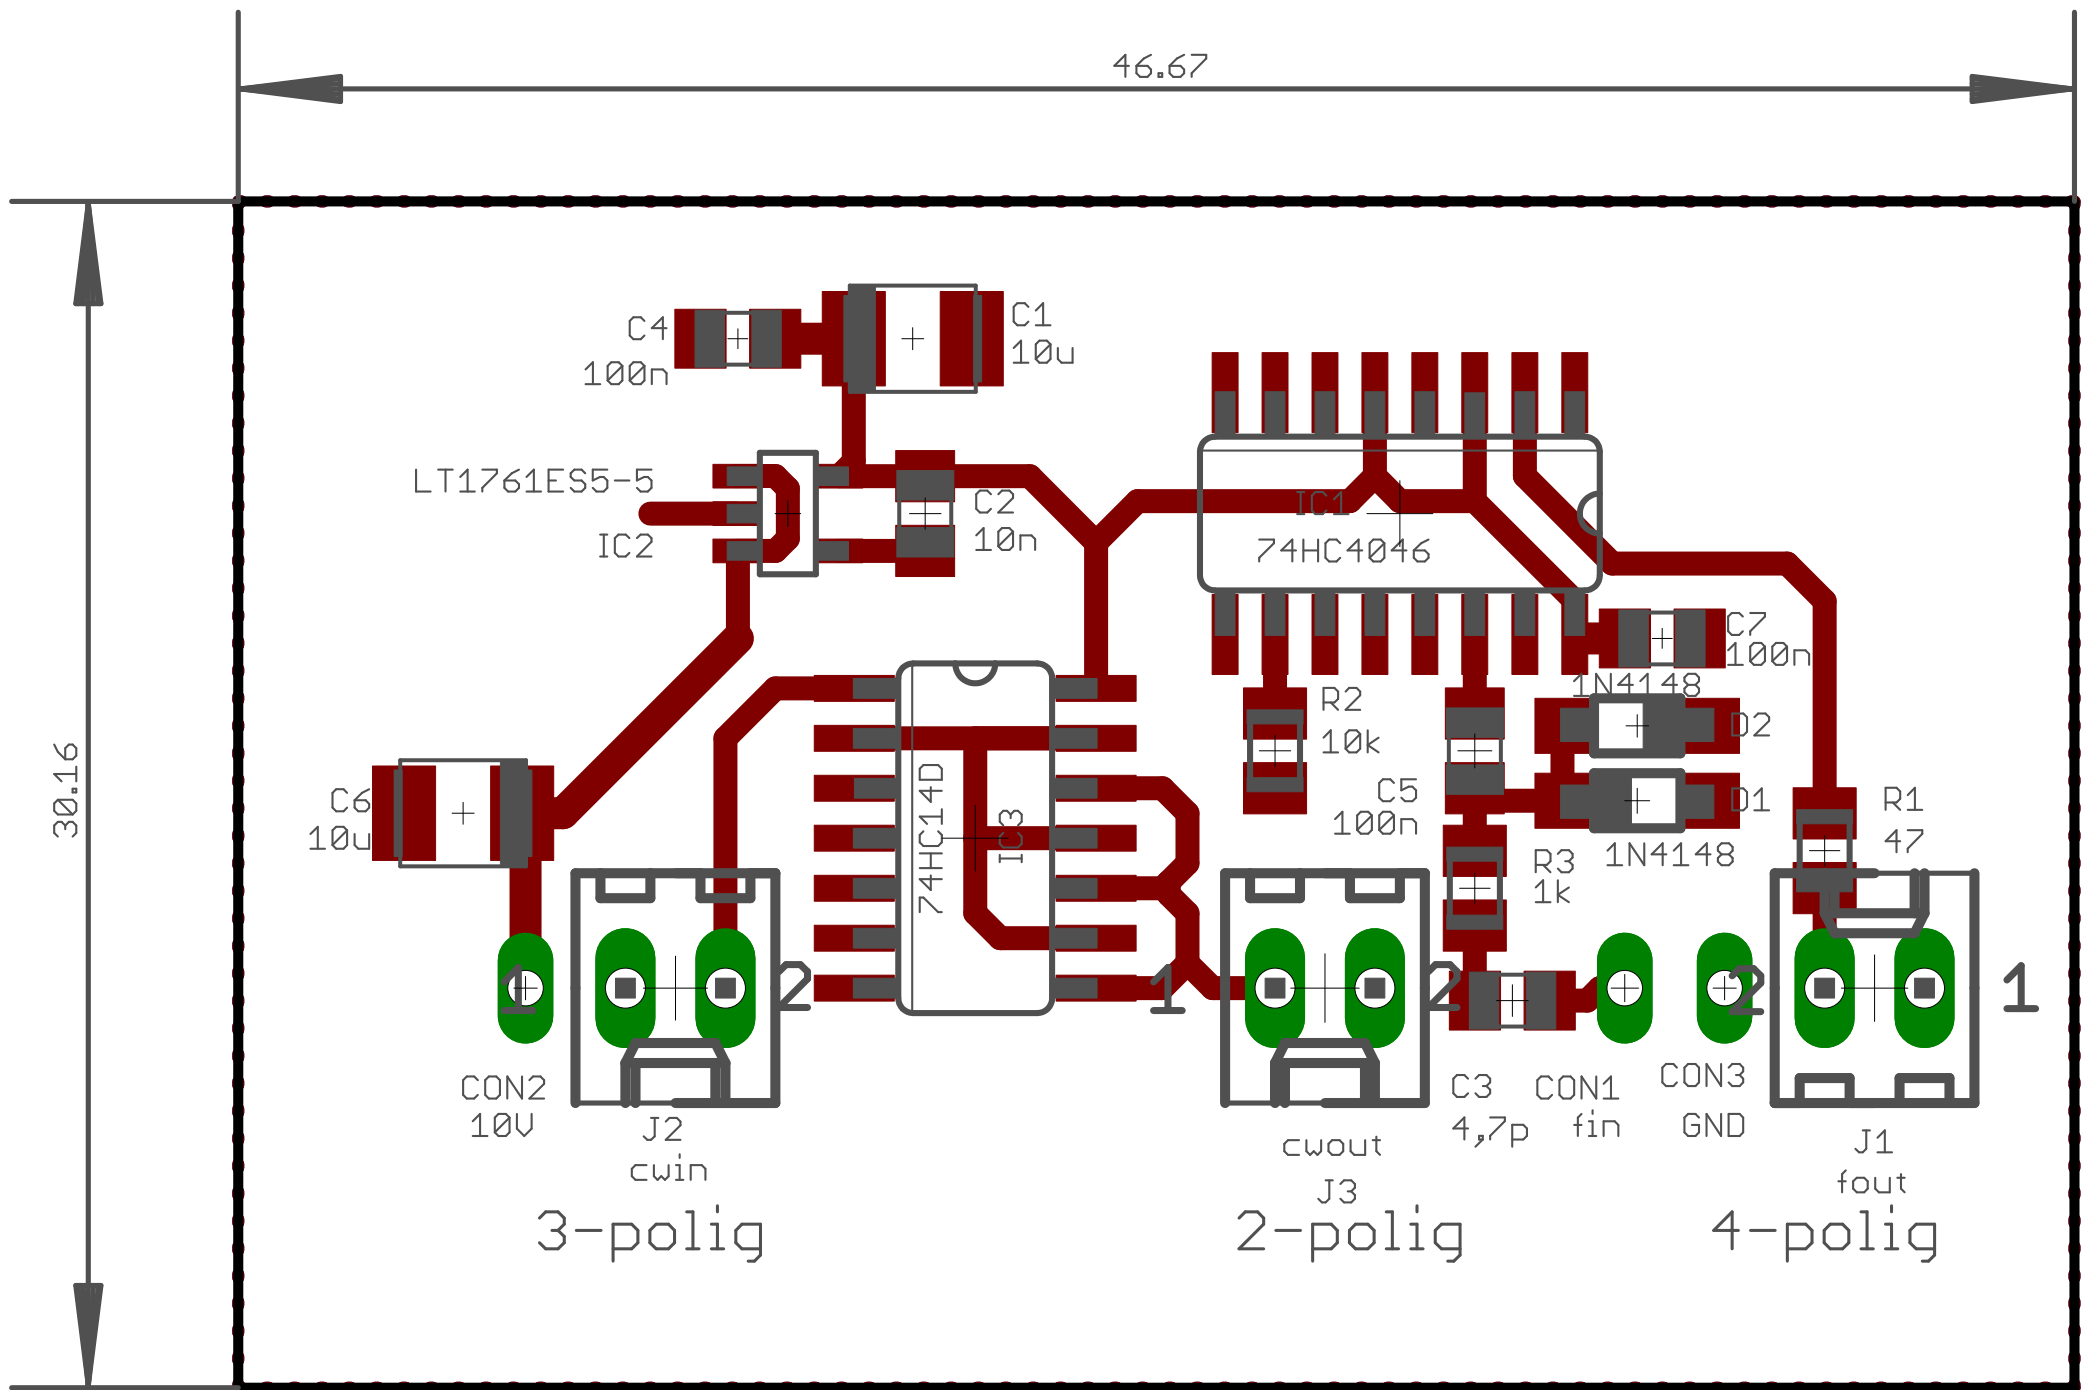 46.67
30.16
C4
100n
C1
10u
LT1761ES5-5
IC2
C2
10n
IC1
74HC4046
C7
100n
1N4148
D2
R2
10k
C5
100n
D1
1N4148
R1
47
C6
10u
74HC14D
IC3
R3
1k
1
2
1
2
2
1
CON2
10V
J2
cwin
3-polig
cwout
J3
2-polig
C3
4,7p
CON1
fin
CON3
GND
J1
fout
4-polig